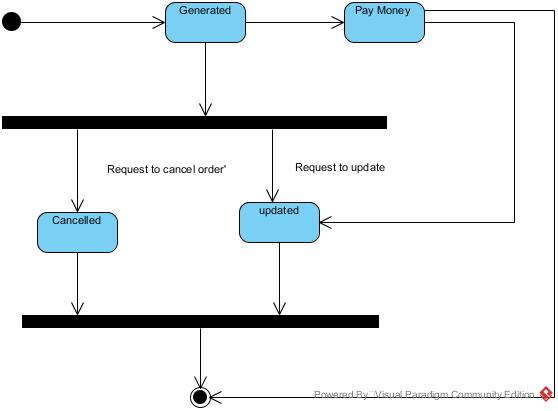 Generated
Pay Money
Request to cancel order'
Request to update
Cancelled
updated
Powered By Visual Paradigm Community Edition